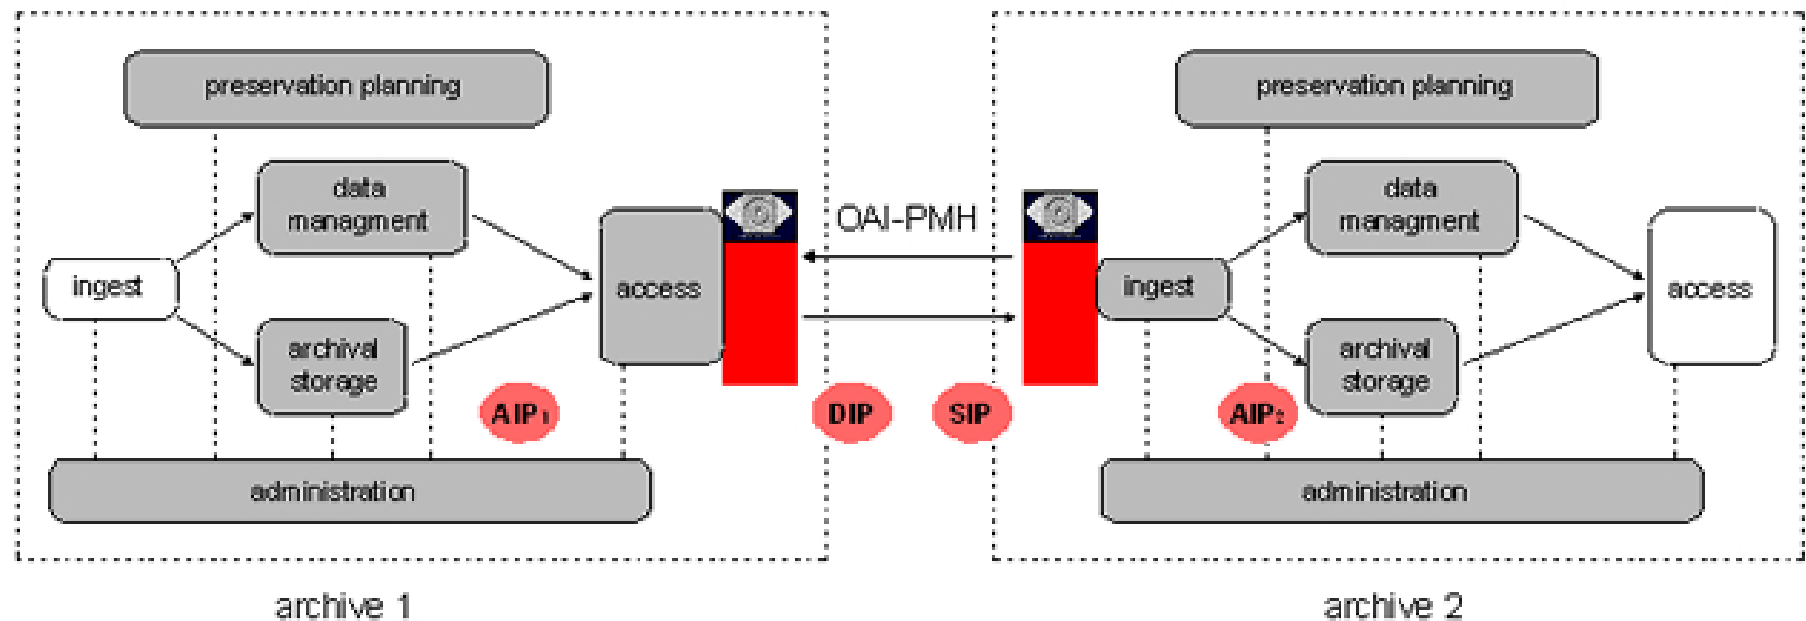 preservation planning
data
managment
ingest
access
archival
storage
AIP1
administration
archive 1
OAI-PMH
DIP
SIP
preservation planning
data
managment
ingest
access
archival
storage
AIP2
administration
archive 2